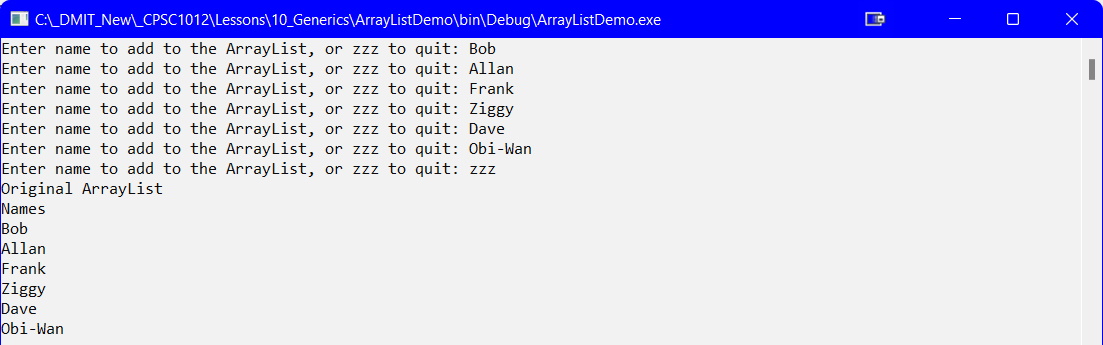 C:\_DMIT_New\_CPSC1012\Lessons\10_Generics\ArrayListDemo\bin\Debug\ArrayListDemo.exe
Enter name to add to the ArrayList, or zzz to quit: Bob
Enter name to add to the ArrayList, or zzz to quit: Allan
Enter name to add to the ArrayList, or zzz to quit: Frank
Enter name to add to the ArrayList, or zzz to quit: Ziggy
Enter name to add to the ArrayList, or zzz to quit: Dave
Enter name to add to the ArrayList, or zzz to quit: Obi-Wan
Enter name to add to the ArrayList, or zzz to quit: zzz
Original ArrayList
Names
Bob
Allan
Frank
Ziggy
Dave
Obi-Wan